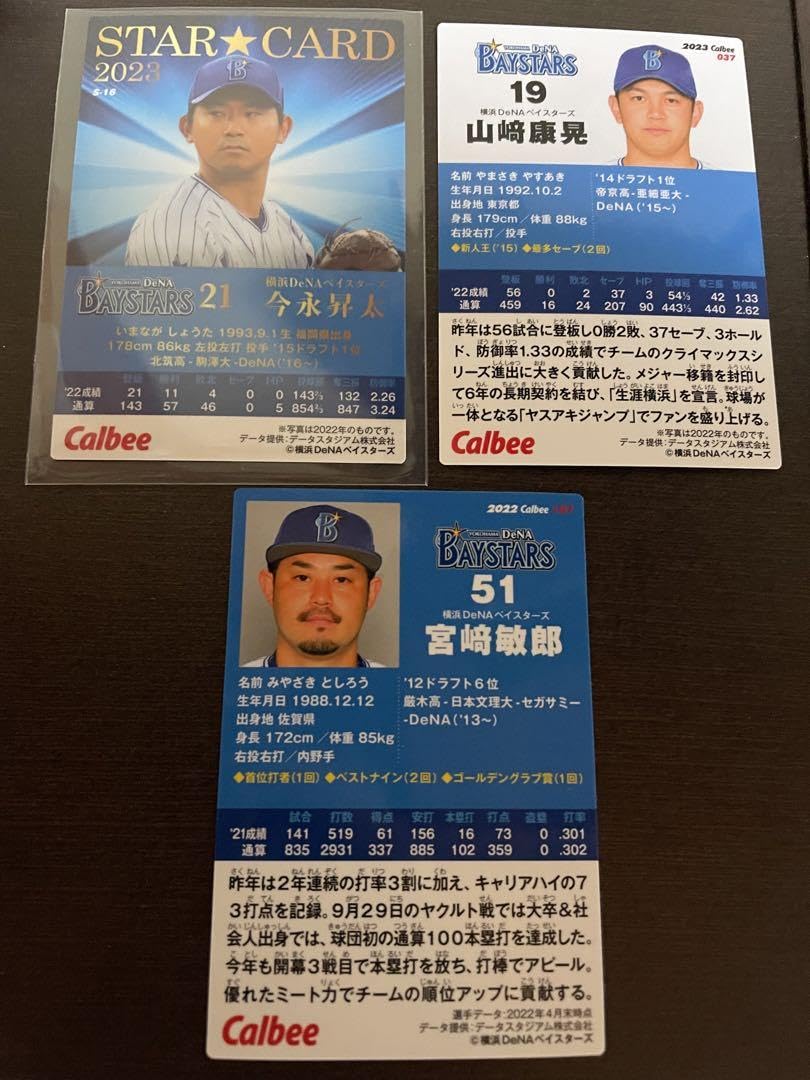 STAR★CARD
2023
S-16
YOKOHAMA DeNA
BAYSTARS
21
横浜DeNAベイスターズ
今永昇太
いまなが しょうた 1993.9.1生 福岡県出身
178cm 86kg 左投左打 投手 '15ドラフト1位
北筑高-駒澤大-DeNA('16～)
登板 勝利 敗北 セーブ HP 投球回 奪三振 防御率
'22成績 21 11 4 0 0 143⅔ 132 2.26
通算 143 57 46 0 5 854⅔ 847 3.24
Calbee
※写真は2022年のものです。
データ提供:データスタジアム株式会社
©横浜DeNAベイスターズ
2023 Calbee
037
YOKOHAMA DeNA
BAYSTARS
19
横浜DeNAベイスターズ
山﨑康晃
名前 やまさき やすあき
生年月日 1992.10.2
出身地 東京都
身長 179cm/体重 88kg
右投右打/投手
'14ドラフト1位
帝京高-亜細亜大-
DeNA('15～)
◆新人王('15) ◆最多セーブ(2回)
登板 勝利 敗北 セーブ HP 投球回 奪三振 防御率
'22成績 56 0 2 37 3 54⅓ 42 1.33
通算 459 16 24 207 90 443⅓ 440 2.62
昨年は56試合に登板し0勝2敗、37セーブ、3ホール
ド、防御率1.33の成績でチームのクライマックスシ
リーズ進出に大きく貢献した。メジャー移籍を封印し
て6年の長期契約を結び、「生涯横浜」を宣言。球場が
一体となる「ヤスアキジャンプ」でファンを盛り上げる。
Calbee
※写真は2022年のものです。
データ提供:データスタジアム株式会社
©横浜DeNAベイスターズ
2022 Calbee
YOKOHAMA DeNA
BAYSTARS
51
横浜DeNAベイスターズ
宮﨑敏郎
名前 みやざき としろう
生年月日 1988.12.12
出身地 佐賀県
身長 172cm/体重 85kg
右投右打/内野手
'12ドラフト6位
厳木高-日本文理大-セガサミー
-DeNA('13～)
◆首位打者(1回) ◆ベストナイン(2回) ◆ゴールデングラブ賞(1回)
試合 打数 得点 安打 本塁打 打点 盗塁 打率
'21成績 141 519 61 156 16 73 0 .301
通算 835 2931 337 885 102 359 0 .302
昨年は2年連続の打率3割に加え、キャリアハイの7
3打点を記録。9月29日のヤクルト戦では大卒&社
会人出身では、球団初の通算100本塁打を達成した。
今年も開幕3戦目で本塁打を放ち、打棒でアピール。
優れたミート力でチームの順位アップに貢献する。
Calbee
選手データ:2022年4月末時点
データ提供:データスタジアム株式会社
©横浜DeNAベイスターズ